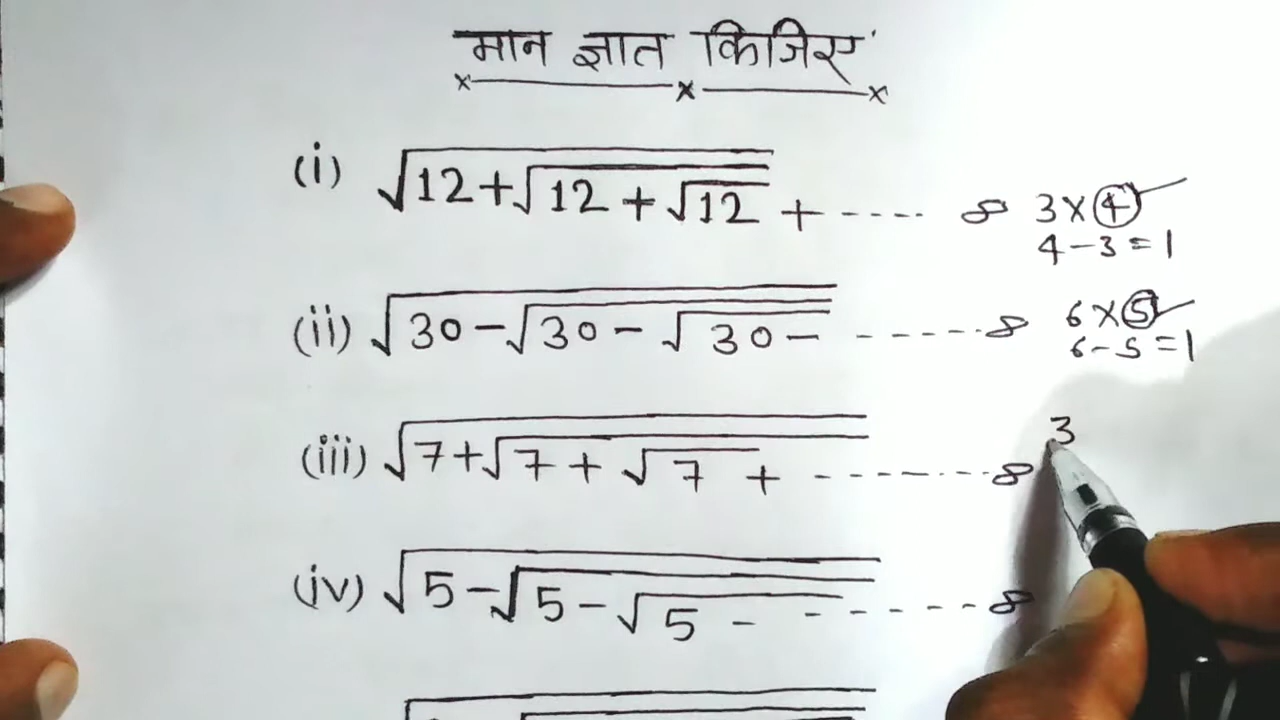 मान ज्ञात किजिए
(i) √12+√12+√12 + ---- ∞ 3×4
4-3=1
(ii) √30-√30-√30- ----- ∞ 6×5
6-5=1
3
(iii) √7+√7+√7+ ------- ∞
(iv) √5-√5-√5 - ------ ∞